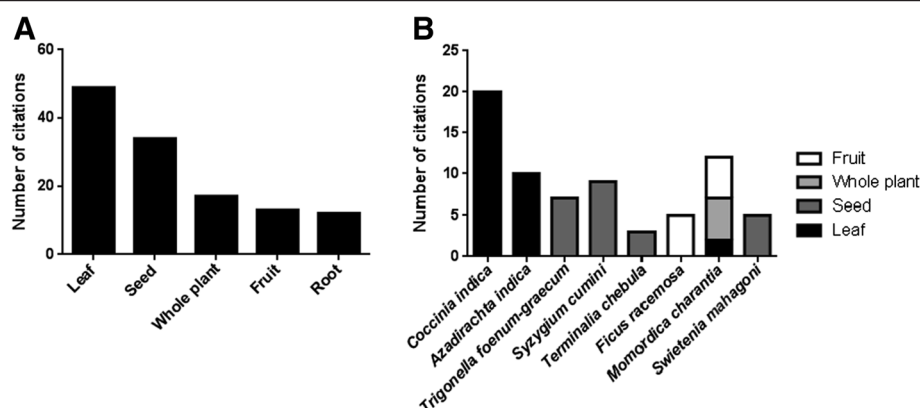 A
Number of citations
60
40
20
0
Leaf
Seed
Whole plant
Fruit
Root
B
Number of citations
25
20
15
10
5
0
Coccinia indica
Azadirachta indica
Trigonella foenum-graecum
Syzygium cumini
Terminalia chebula
Ficus racemosa
Momordica charantia
Swietenia mahagoni
Fruit
Whole plant
Seed
Leaf